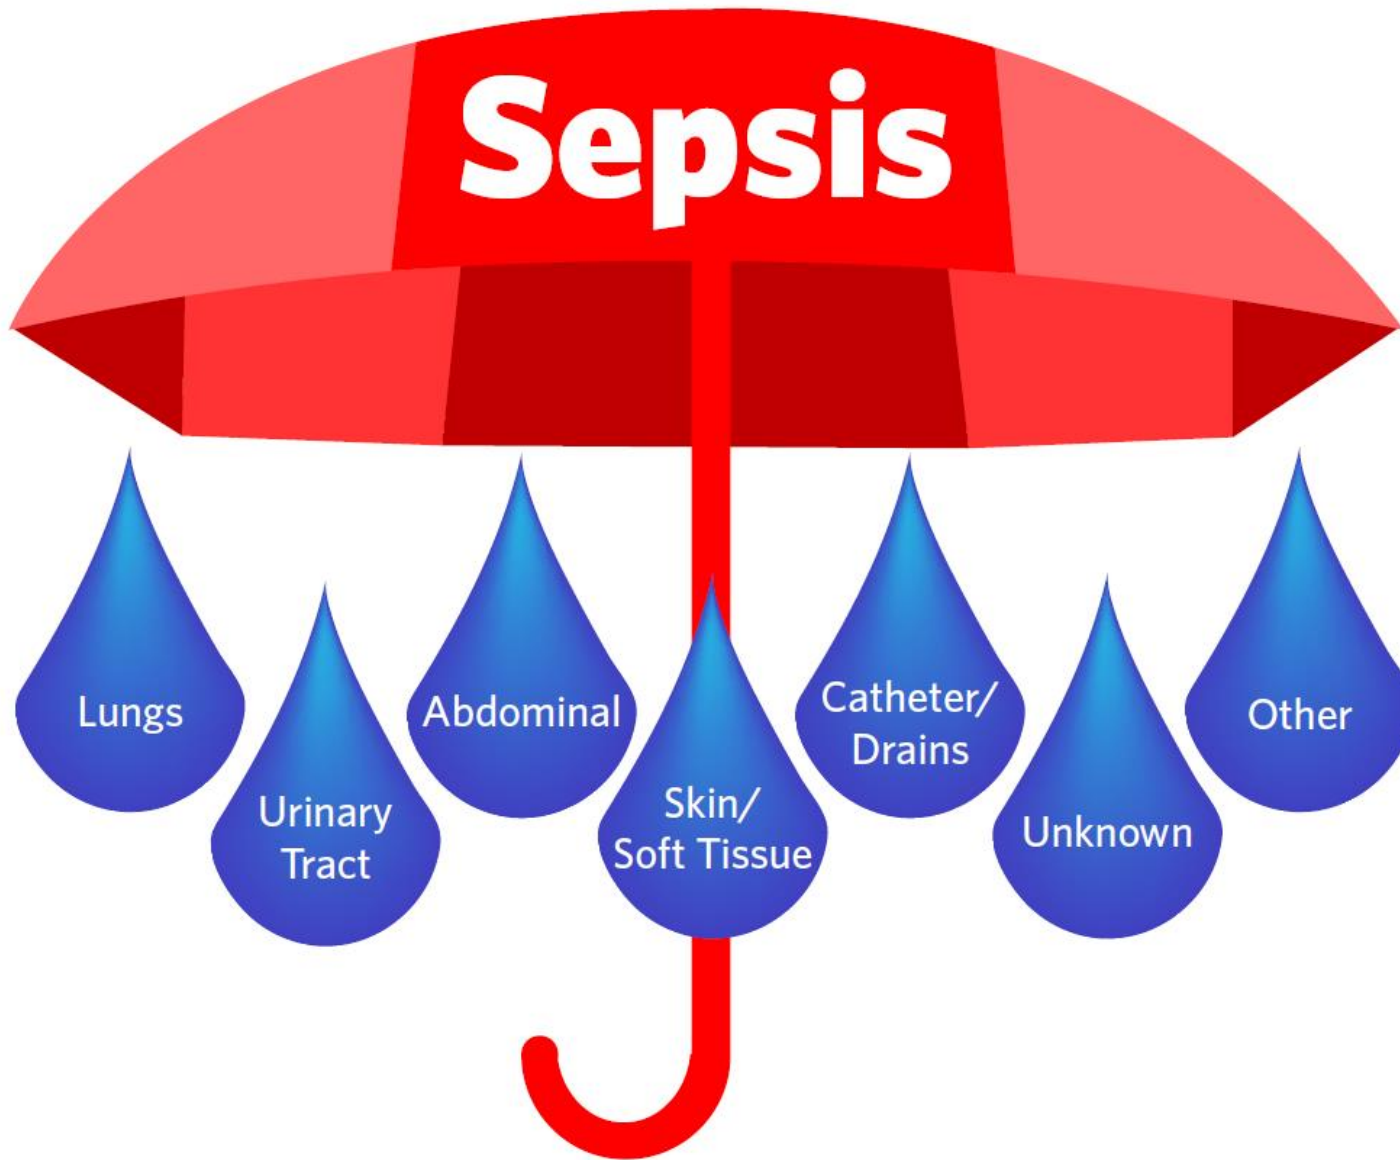 Sepsis
Lungs
Urinary
Tract
Abdominal
Skin/
Soft Tissue
Catheter/
Drains
Unknown
Other